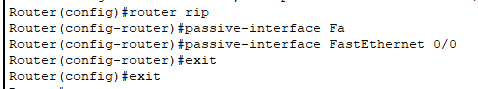 Router(config)#router rip
Router(config-router)#passive-interface Fa
Router(config-router)#passive-interface FastEthernet 0/0
Router(config-router)#exit
Router(config)#exit